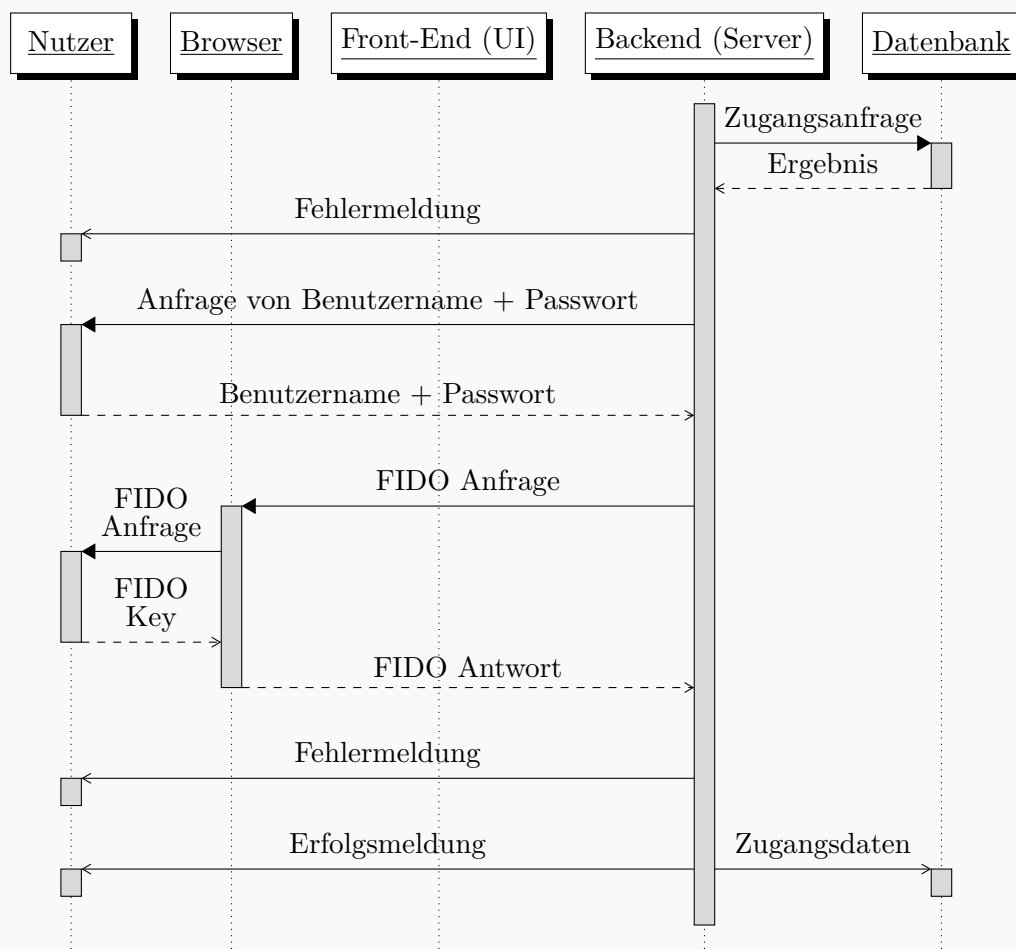 Nutzer
Browser
Front-End (UI)
Backend (Server)
Datenbank
Zugangsanfrage
Ergebnis
Fehlermeldung
Anfrage von Benutzername + Passwort
Benutzername + Passwort
FIDO Anfrage
FIDO
Anfrage
FIDO
Key
FIDO Antwort
Fehlermeldung
Erfolgsmeldung
Zugangsdaten